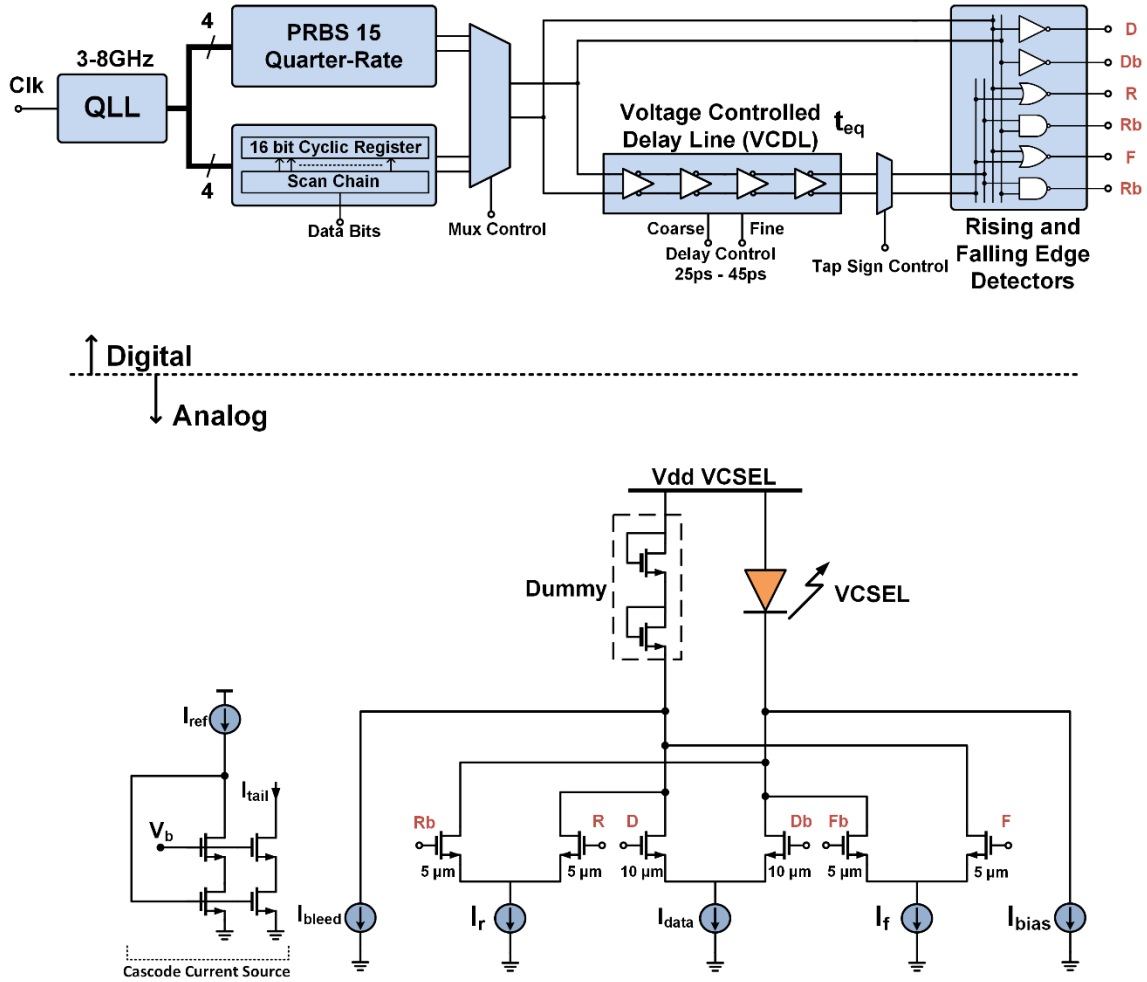 4
PRBS 15
Quarter-Rate
3-8GHz
Clk
QLL
4
16 bit Cyclic Register
Scan Chain
Data Bits
Mux Control
Voltage Controlled
Delay Line (VCDL)
teq
Coarse
Fine
Delay Control
25ps - 45ps
Tap Sign Control
D
Db
R
Rb
F
Rb
Rising and
Falling Edge
Detectors
Digital
Analog
Vdd VCSEL
Dummy
VCSEL
Iref
Itail
Vb
Rb
R
D
Db
Fb
F
5 µm
5 µm
10 µm
10 µm
5 µm
5 µm
Ibleed
Ir
Idata
If
Ibias
Cascode Current Source